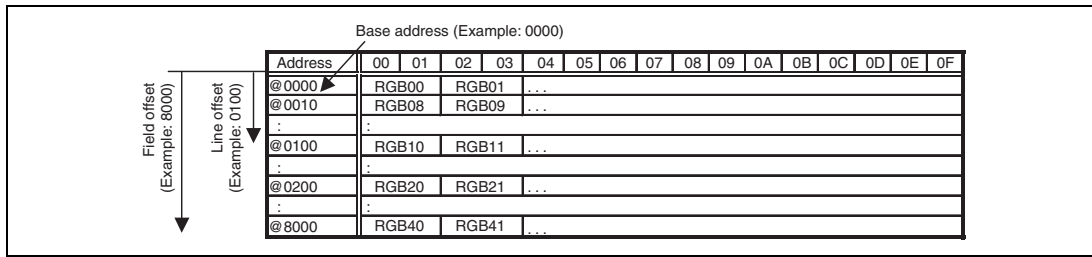 Base address (Example: 0000)
Field offset
(Example: 8000)
Line offset
(Example: 0100)
Address 00 01 02 03 04 05 06 07 08 09 0A 0B 0C 0D 0E 0F
@0000 RGB00 RGB01 . . .
@0010 RGB08 RGB09 . . .
: :
@0100 RGB10 RGB11 . . .
: :
@0200 RGB20 RGB21 . . .
: :
@8000 RGB40 RGB41 . . .